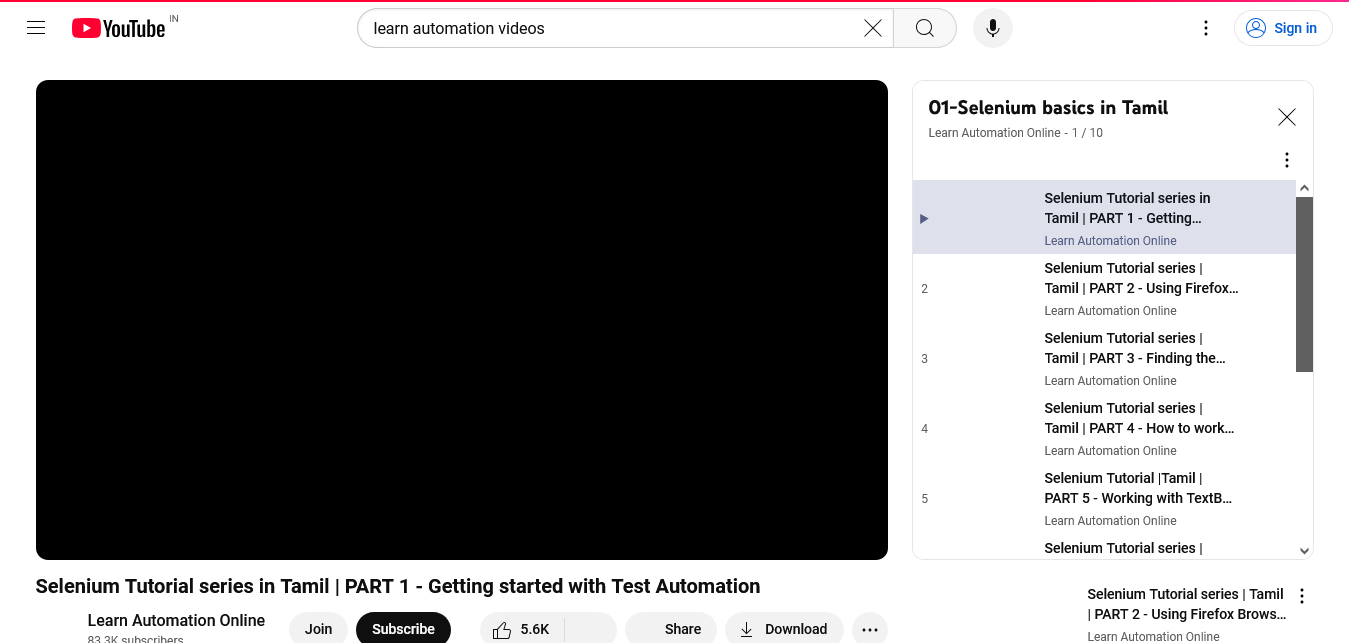 YouTube IN
learn automation videos
Sign in
01-Selenium basics in Tamil
Learn Automation Online - 1 / 10
Selenium Tutorial series in
Tamil | PART 1 - Getting...
Learn Automation Online
2
Selenium Tutorial series |
Tamil | PART 2 - Using Firefox...
Learn Automation Online
3
Selenium Tutorial series |
Tamil | PART 3 - Finding the...
Learn Automation Online
4
Selenium Tutorial series |
Tamil | PART 4 - How to work...
Learn Automation Online
5
Selenium Tutorial |Tamil |
PART 5 - Working with TextB...
Learn Automation Online
Selenium Tutorial series |
Selenium Tutorial series in Tamil | PART 1 - Getting started with Test Automation
Learn Automation Online
83.3K subscribers
Join
Subscribe
5.6K
Share
Download
Selenium Tutorial series | Tamil
| PART 2 - Using Firefox Brows...
Learn Automation Online